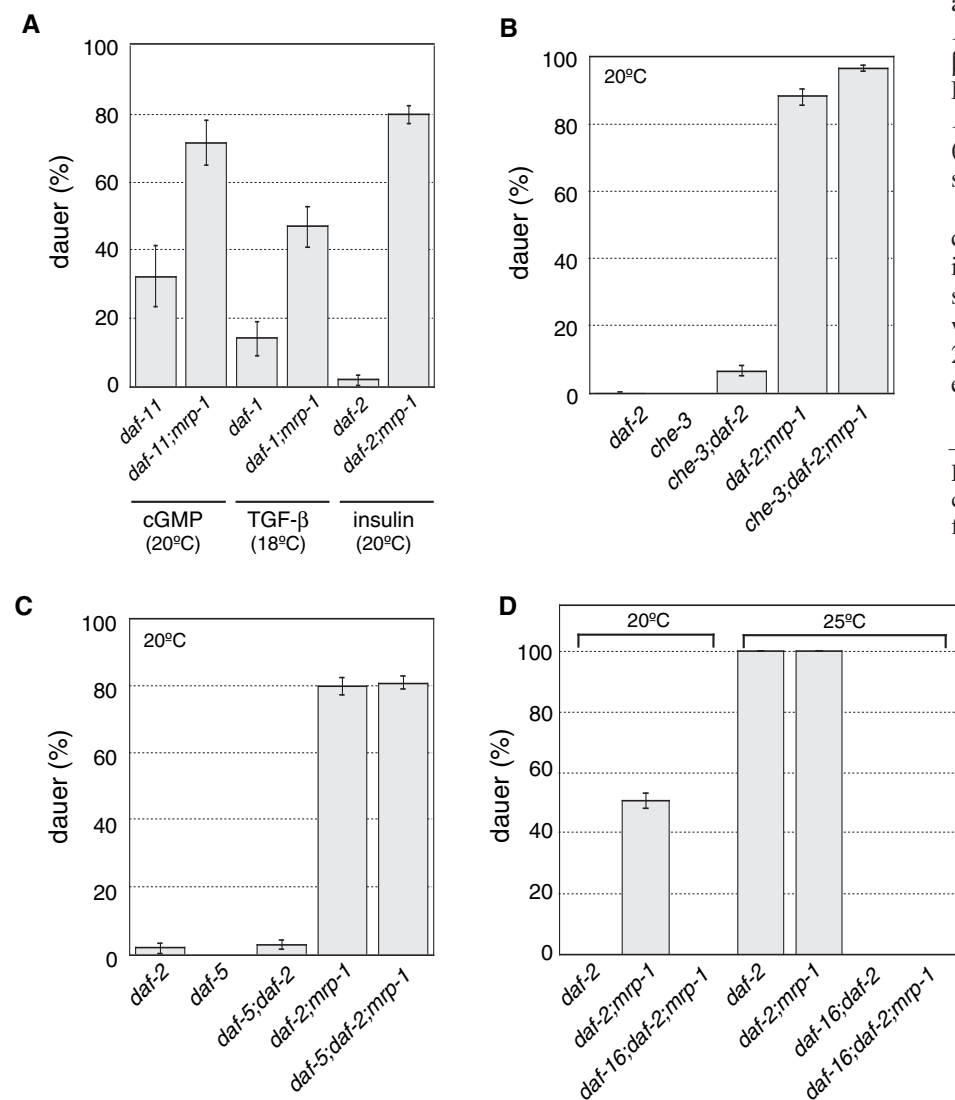 A
100
80
60
40
20
0
dauer (%)
daf-11
daf-11;mrp-1
daf-1
daf-1;mrp-1
daf-2
daf-2;mrp-1
cGMP
(20ºC)
TGF-β
(18ºC)
insulin
(20ºC)
B
20ºC
100
80
60
40
20
0
dauer (%)
daf-2
che-3
che-3;daf-2
daf-2;mrp-1
che-3;daf-2;mrp-1
C
20ºC
100
80
60
40
20
0
dauer (%)
daf-2
daf-5
daf-5;daf-2
daf-2;mrp-1
daf-5;daf-2;mrp-1
D
20ºC
25ºC
100
80
60
40
20
0
dauer (%)
daf-2
daf-2;mrp-1
daf-16;daf-2;mrp-1
daf-2
daf-2;mrp-1
daf-16;daf-2
daf-16;daf-2;mrp-1